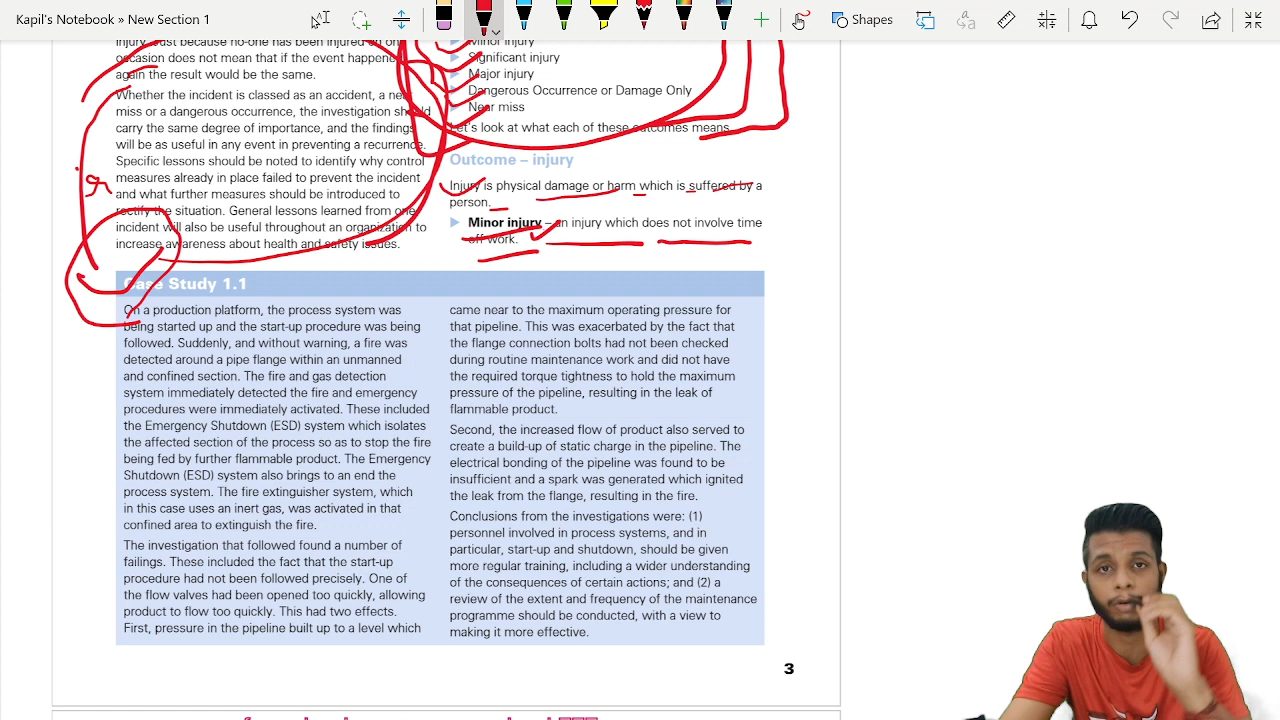 Kapil's Notebook » New Section 1
Shapes
injury. Just because no-one has been injured on one
occasion does not mean that if the event happened
again the result would be the same.
Whether the incident is classed as an accident, a near
miss or a dangerous occurrence, the investigation should
carry the same degree of importance, and the findings
will be as useful in any event in preventing a recurrence.
Specific lessons should be noted to identify why control
measures already in place failed to prevent the incident
and what further measures should be introduced to
rectify the situation. General lessons learned from one
incident will also be useful throughout an organization to
increase awareness about health and safety issues.
Minor injury
Significant injury
Major injury
Dangerous Occurrence or Damage Only
Near miss
Let's look at what each of these outcomes means.
Outcome – injury
Injury is physical damage or harm which is suffered by a
person.
Minor injury – an injury which does not involve time
off work.
Case Study 1.1
On a production platform, the process system was
being started up and the start-up procedure was being
followed. Suddenly, and without warning, a fire was
detected around a pipe flange within an unmanned
and confined section. The fire and gas detection
system immediately detected the fire and emergency
procedures were immediately activated. These included
the Emergency Shutdown (ESD) system which isolates
the affected section of the process so as to stop the fire
being fed by further flammable product. The Emergency
Shutdown (ESD) system also brings to an end the
process system. The fire extinguisher system, which
in this case uses an inert gas, was activated in that
confined area to extinguish the fire.
The investigation that followed found a number of
failings. These included the fact that the start-up
procedure had not been followed precisely. One of
the flow valves had been opened too quickly, allowing
product to flow too quickly. This had two effects.
First, pressure in the pipeline built up to a level which
came near to the maximum operating pressure for
that pipeline. This was exacerbated by the fact that
the flange connection bolts had not been checked
during routine maintenance work and did not have
the required torque tightness to hold the maximum
pressure of the pipeline, resulting in the leak of
flammable product.
Second, the increased flow of product also served to
create a build-up of static charge in the pipeline. The
electrical bonding of the pipeline was found to be
insufficient and a spark was generated which ignited
the leak from the flange, resulting in the fire.
Conclusions from the investigations were: (1)
personnel involved in process systems, and in
particular, start-up and shutdown, should be given
more regular training, including a wider understanding
of the consequences of certain actions; and (2) a
review of the extent and frequency of the maintenance
programme should be conducted, with a view to
making it more effective.
3